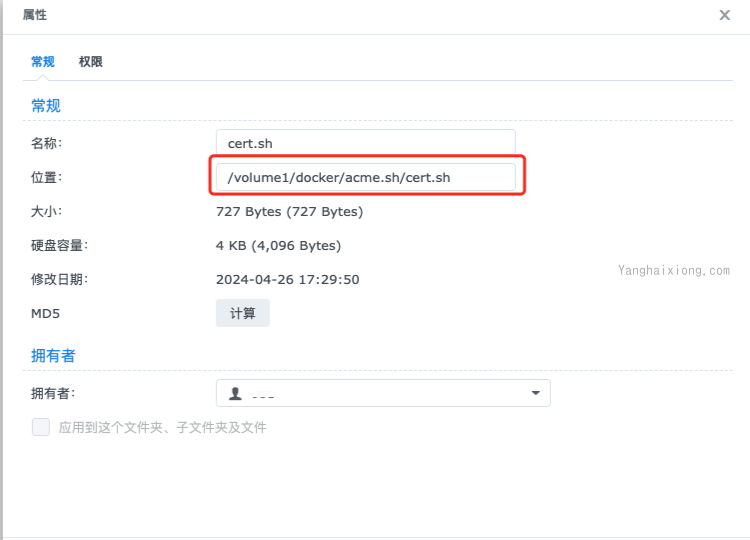 属性
常规 权限
常规
名称: cert.sh
位置: /volume1/docker/acme.sh/cert.sh
大小: 727 Bytes (727 Bytes)
硬盘容量: 4 KB (4,096 Bytes)
修改日期: 2024-04-26 17:29:50
Yanghaixiong.com
MD5 计算
拥有者
拥有者: ---
应用到这个文件夹、子文件夹及文件